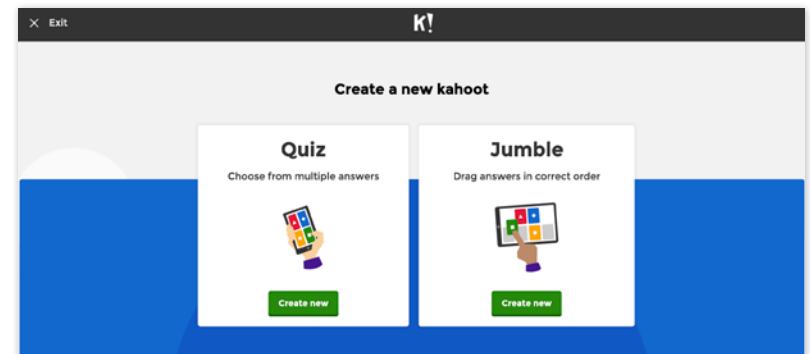 Exit
K!
Create a new kahoot
Quiz
Choose from multiple answers
Create new
Jumble
Drag answers in correct order
Create new